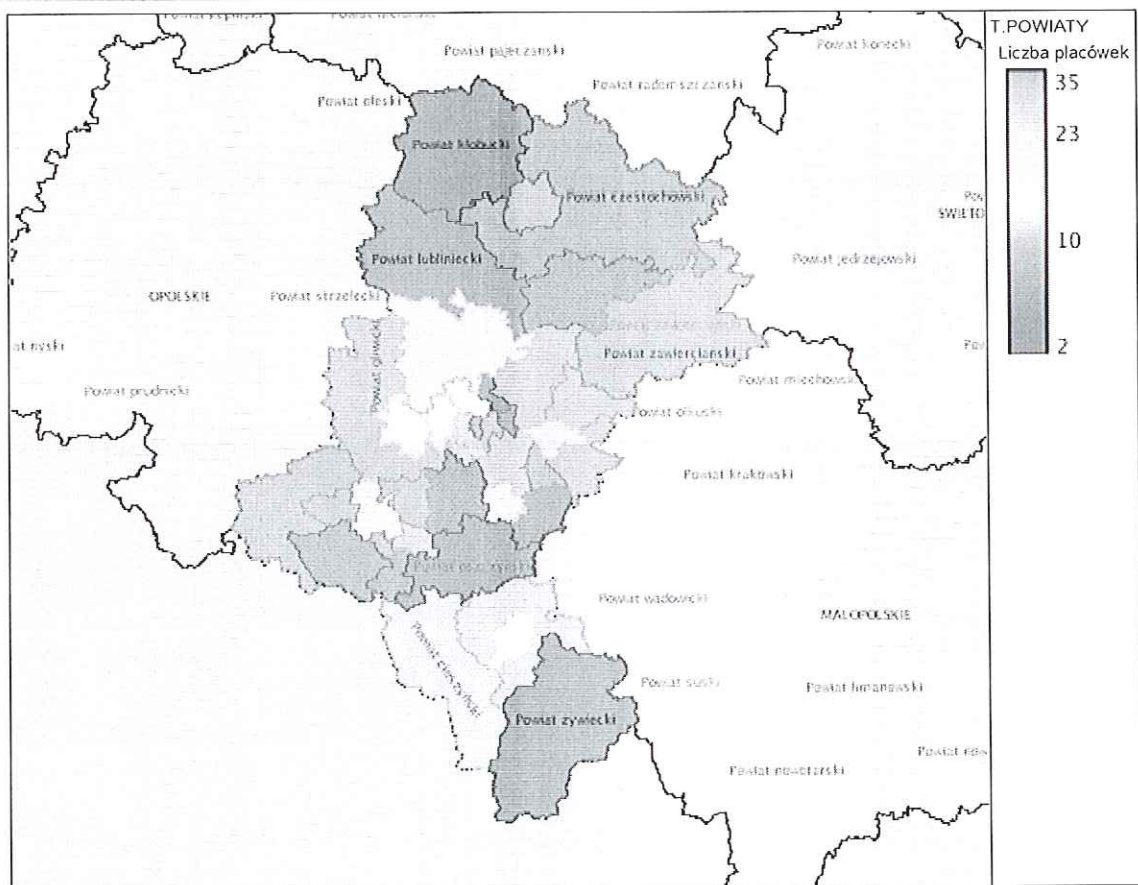 T.POWIATY
Liczba placówek
35
23
10
2
Powiat pajęczański
Powiat konecki
Powiat radomszczański
Powiat oleski
Powiat kłobucki
Powiat częstochowski
Powiat lubliniecki
Powiat jędrzejowski
OPOLSKIE
Powiat strzelecki
Powiat gliwicki
Powiat zawierciański
Powiat prudnicki
Powiat miechowski
Powiat olkuski
Powiat krakowski
Powiat pszczyński
Powiat wadowicki
MAŁOPOLSKIE
Powiat cieszyński
Powiat suski
Powiat limanowski
Powiat żywiecki
Powiat nowotarski